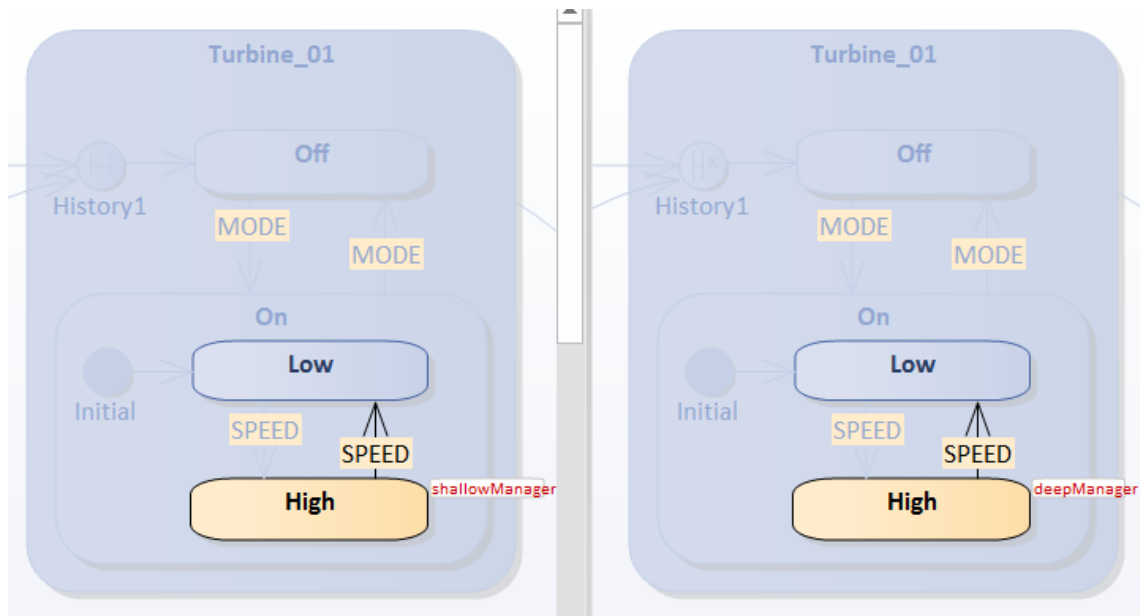 Turbine_01
Off
H
History1
MODE
MODE
On
Low
Initial
SPEED
SPEED
High
shallowManager
Turbine_01
Off
H*
History1
MODE
MODE
On
Low
Initial
SPEED
SPEED
High
deepManager